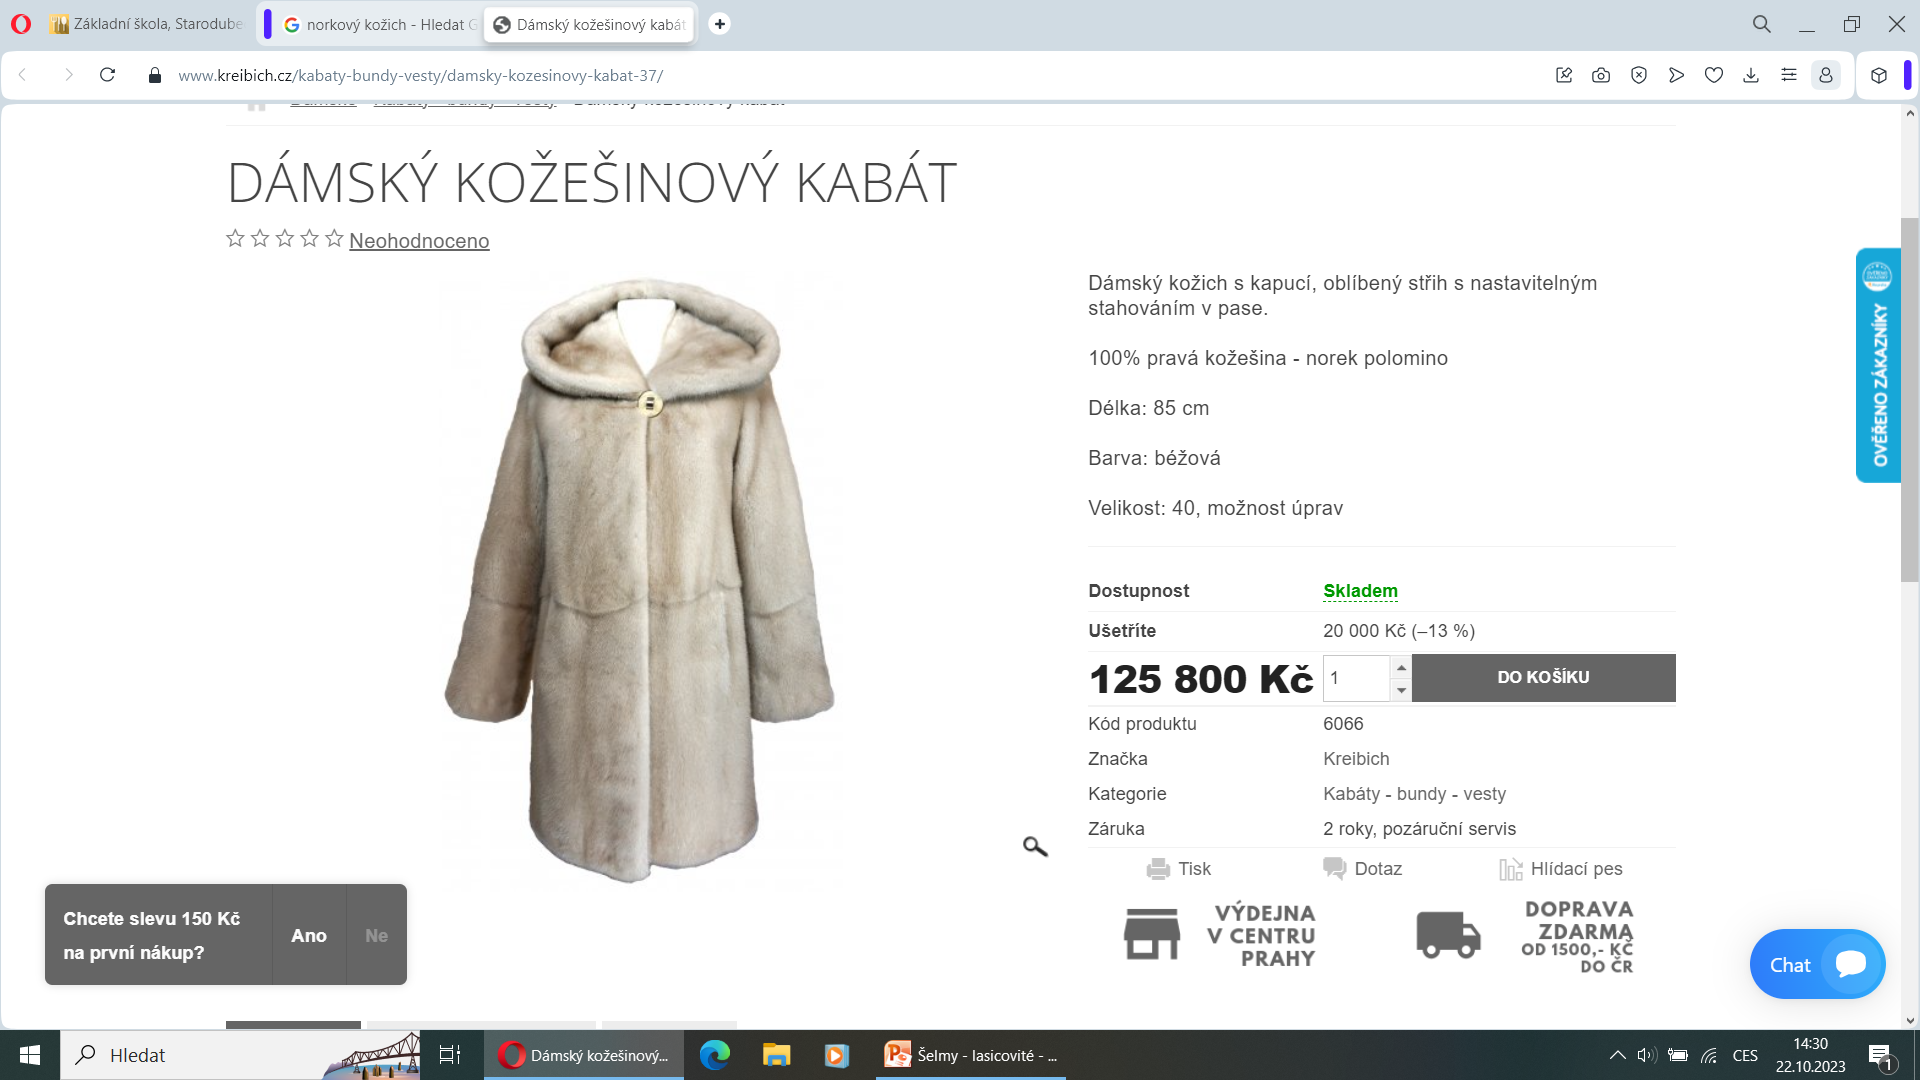 Základní škola, Starodube
norkový kožich - Hledat G
Dámský kožešinový kabát
www.kreibich.cz/kabaty-bundy-vesty/damsky-kozesinovy-kabat-37/
DÁMSKÝ KOŽEŠINOVÝ KABÁT
Neohodnoceno
Dámský kožich s kapucí, oblíbený střih s nastavitelným
stahováním v pase.
100% pravá kožešina - norek polomino
Délka: 85 cm
Barva: béžová
Velikost: 40, možnost úprav
Dostupnost Skladem
Ušetříte 20 000 Kč (–13 %)
125 800 Kč 1 DO KOŠÍKU
Kód produktu 6066
Značka Kreibich
Kategorie Kabáty - bundy - vesty
Záruka 2 roky, pozáruční servis
Tisk Dotaz Hlídací pes
VÝDEJNA
V CENTRU
PRAHY
DOPRAVA
ZDARMA
OD 1500,- KČ
DO ČR
OVĚŘENO ZÁKAZNÍKY
Chcete slevu 150 Kč
na první nákup?
Ano Ne
Chat
Hledat
Dámský kožešinový...
Šelmy - lasicovité - ...
CES
14:30
22.10.2023
1